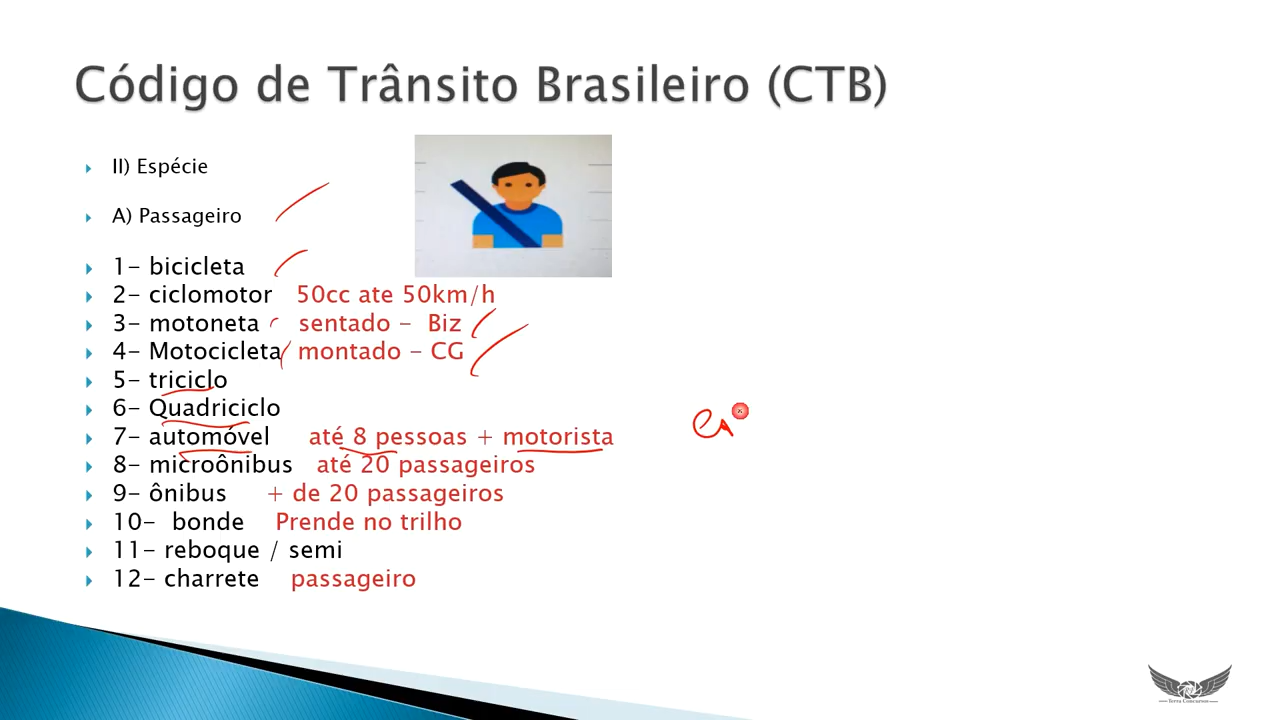 Código de Trânsito Brasileiro (CTB)
II) Espécie
A) Passageiro
1- bicicleta
2- ciclomotor 50cc ate 50km/h
3- motoneta sentado - Biz
4- Motocicleta montado - CG
5- triciclo
6- Quadriciclo
7- automóvel até 8 pessoas + motorista
8- microônibus até 20 passageiros
9- ônibus + de 20 passageiros
10- bonde Prende no trilho
11- reboque / semi
12- charrete passageiro
Terra Concursos